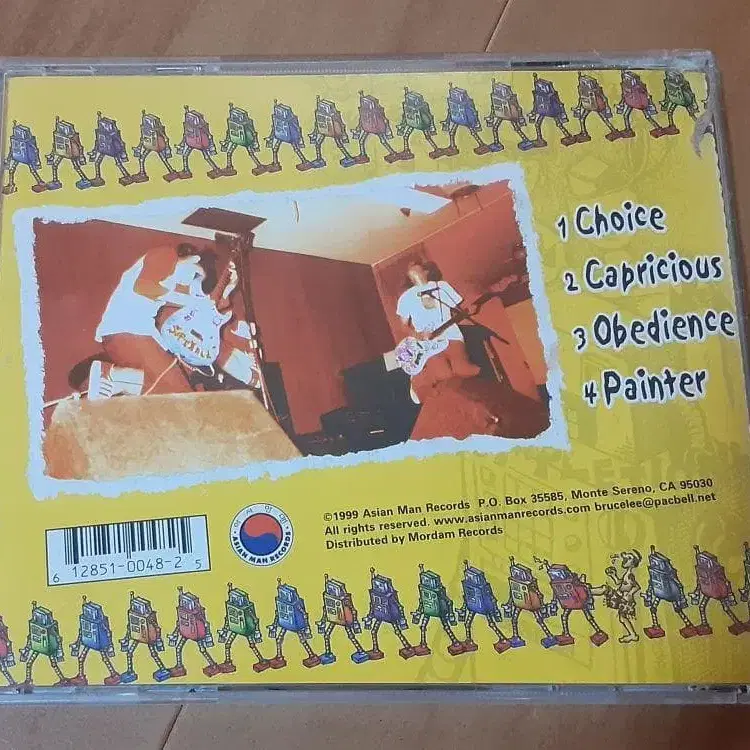 1 Choice
2 Capricious
3 Obedience
4 Painter
©1999 Asian Man Records P.O. Box 35585, Monte Sereno, CA 95030
All rights reserved. www.asianmanrecords.com brucelee@pacbell.net
Distributed by Mordam Records
ASIAN MAN RECORDS
6 12851-0048-2 5